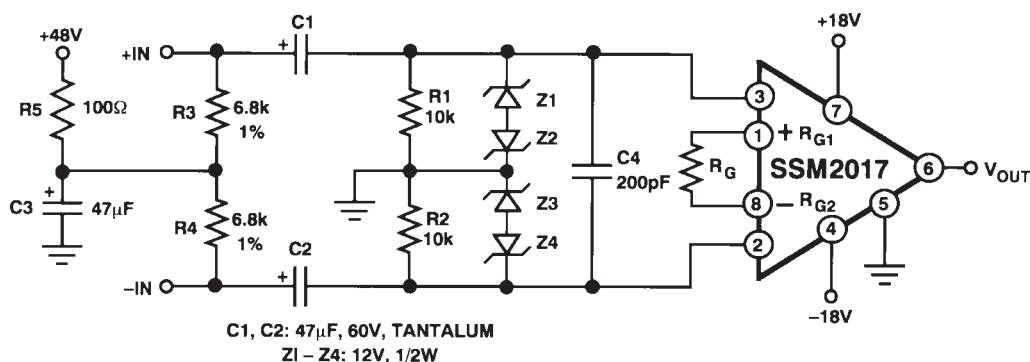 C1
+48V
+IN
+
+18V
R5
100Ω
R3
6.8k
1%
R1
10k
Z1
Z2
3
7
1
+ RG1
RG
SSM2017
6
VOUT
C4
200pF
C3
+
47µF
R4
6.8k
1%
R2
10k
Z3
Z4
8
– RG2
5
4
2
C2
–IN
+
–18V
C1, C2: 47µF, 60V, TANTALUM
ZI – Z4: 12V, 1/2W